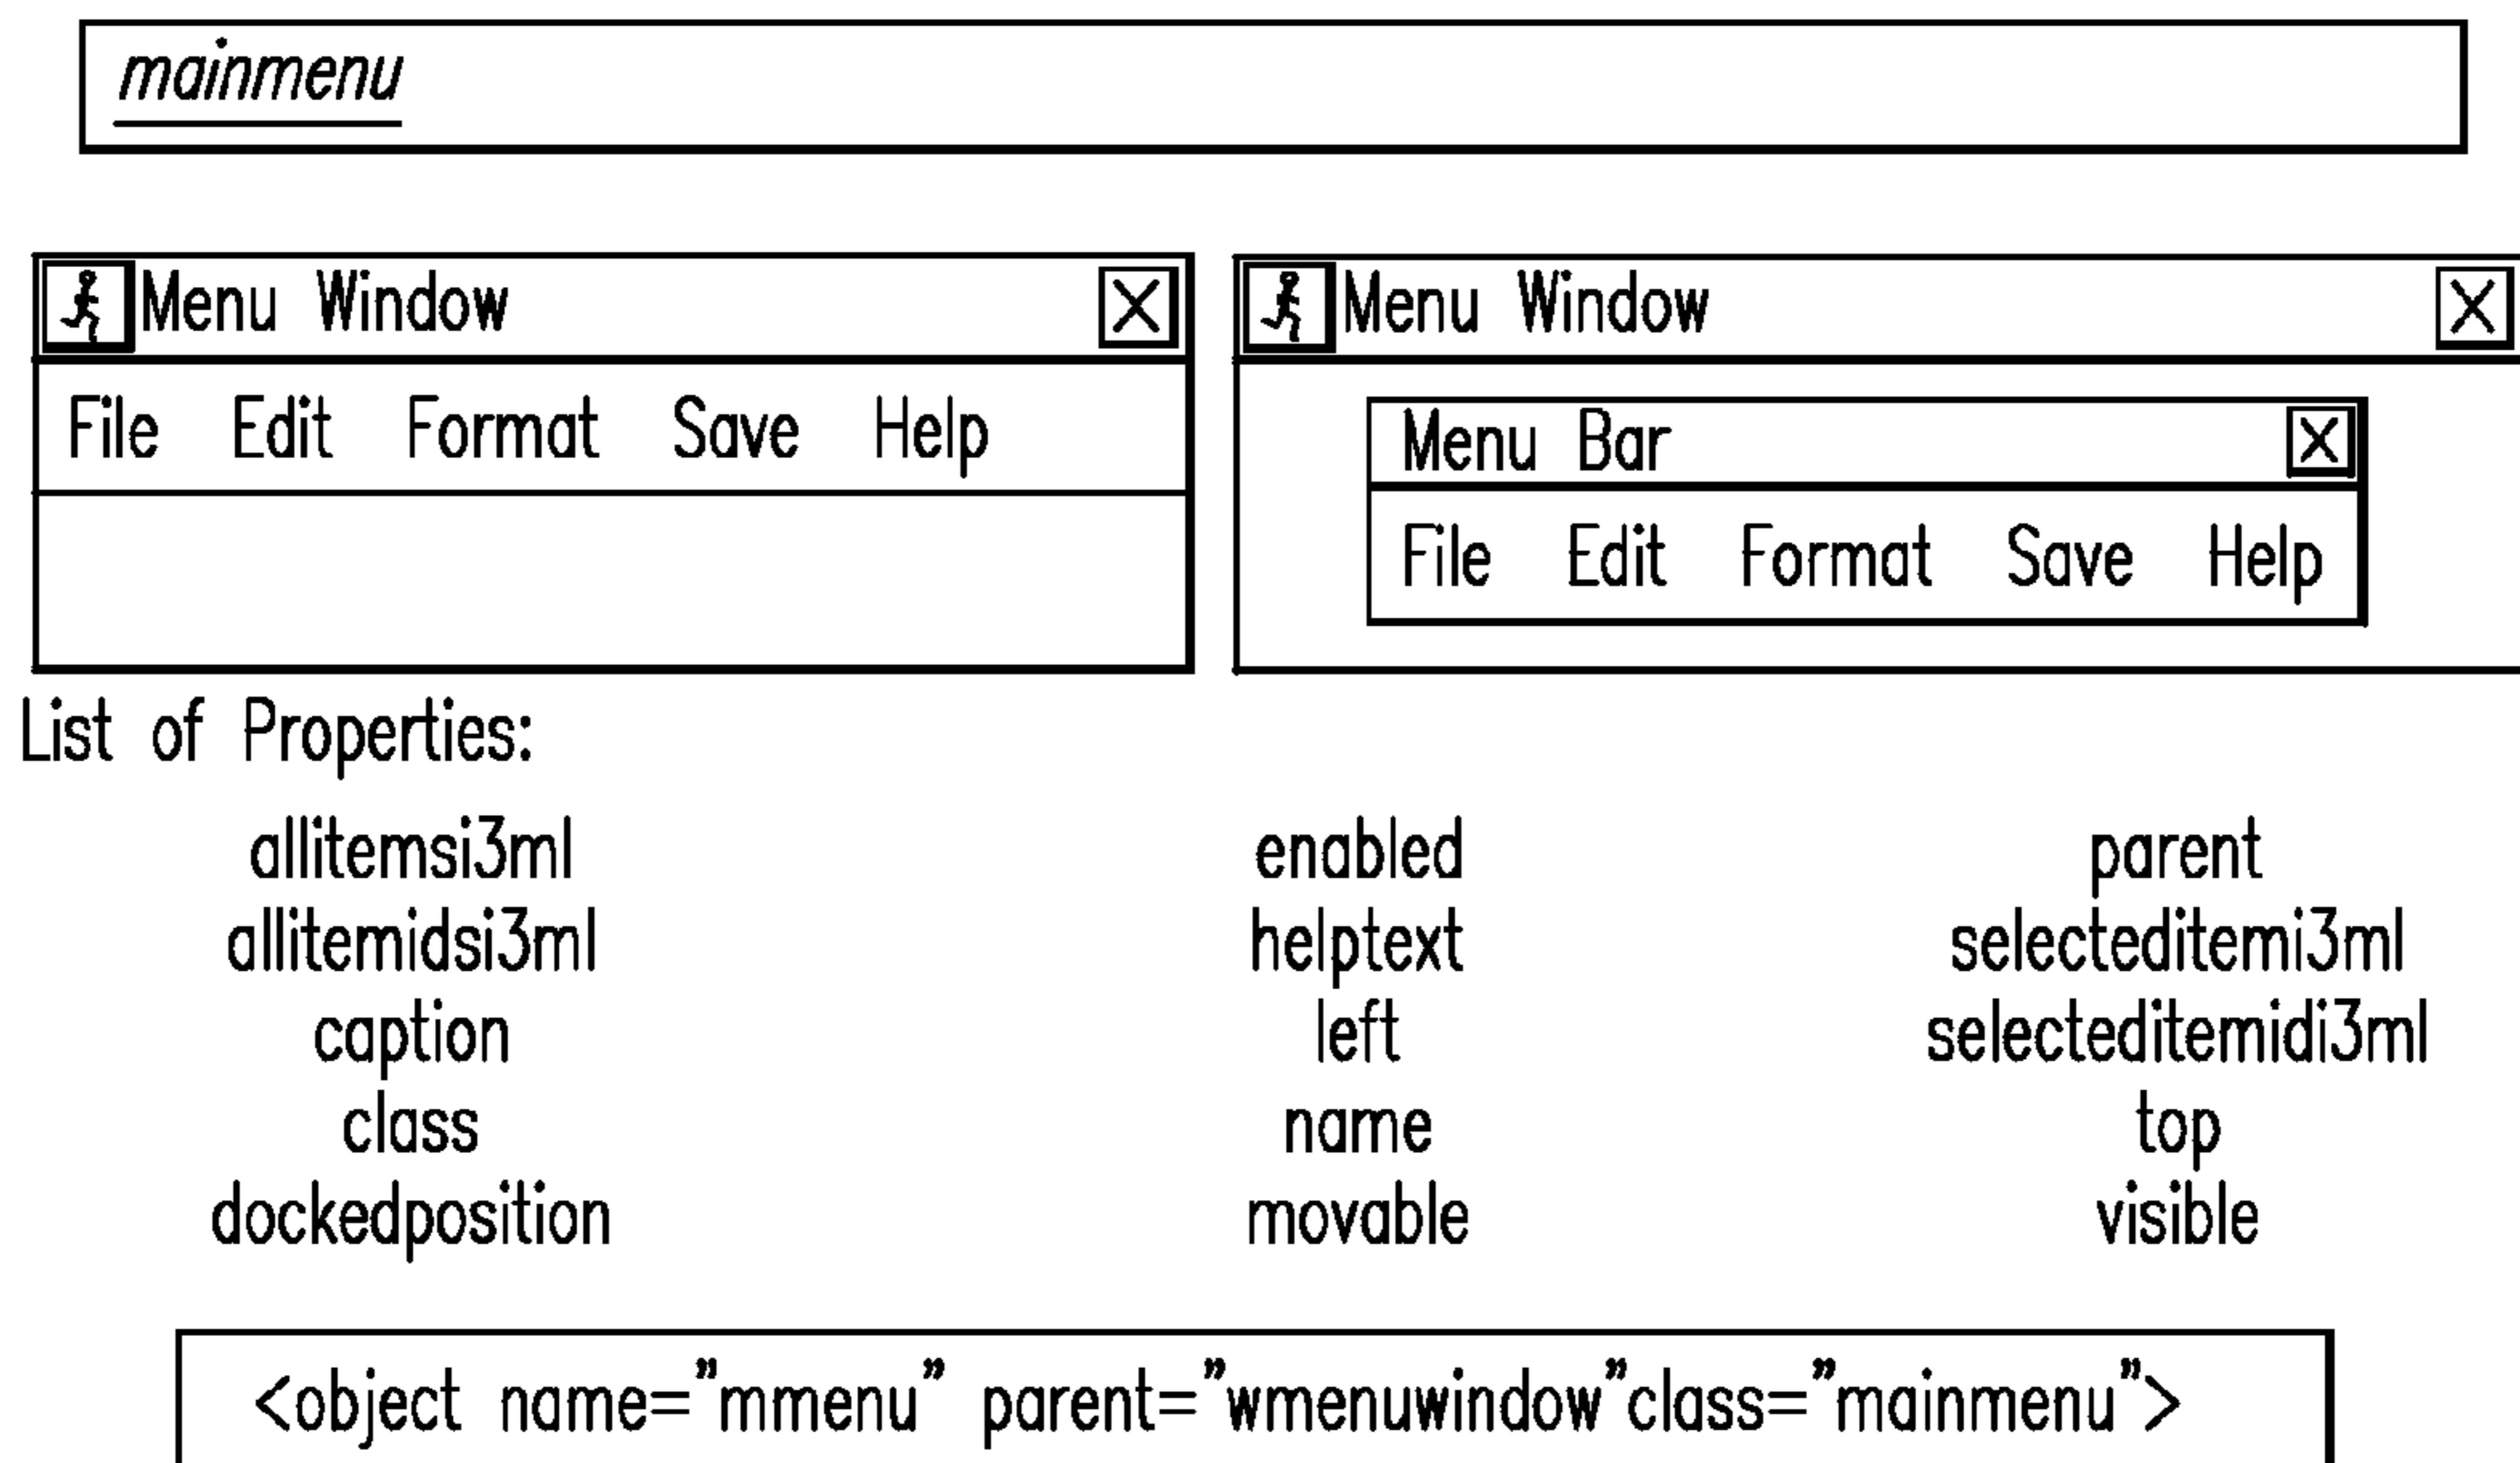 mainmenu
Menu Window
File Edit Format Save Help
Menu Window
Menu Bar
File Edit Format Save Help
List of Properties:
allitemsi3ml enabled parent
allitemidsi3ml helptext selecteditemi3ml
caption left selecteditemidi3ml
class name top
dockedposition movable visible
<object name="mmenu" parent="wmenuwindow"class="mainmenu">